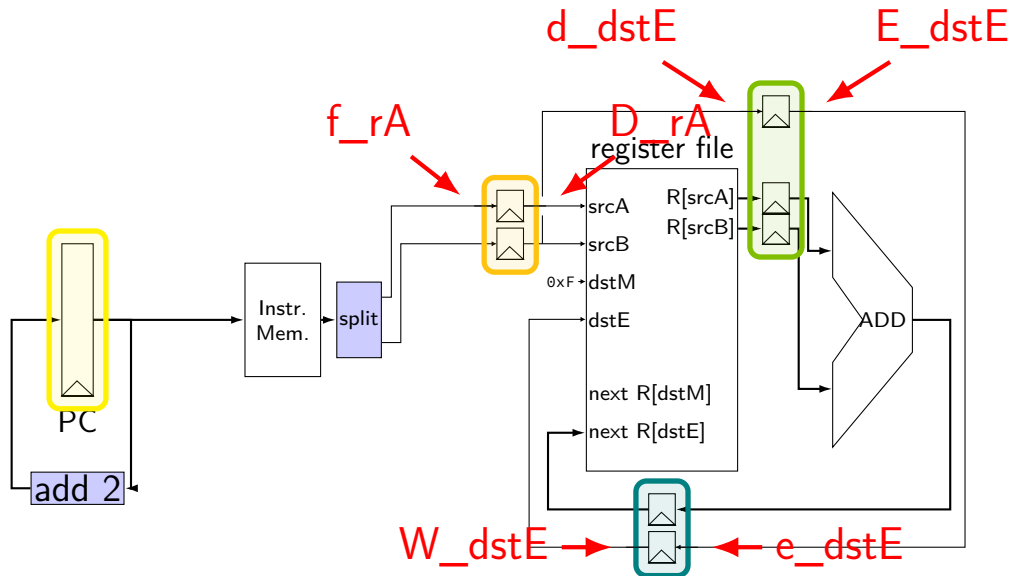 d_dstE
E_dstE
f_rA
D_rA
register file
srcA
R[srcA]
R[srcB]
srcB
0xF
dstM
dstE
Instr.
Mem.
split
ADD
next R[dstM]
next R[dstE]
PC
add 2
W_dstE
e_dstE